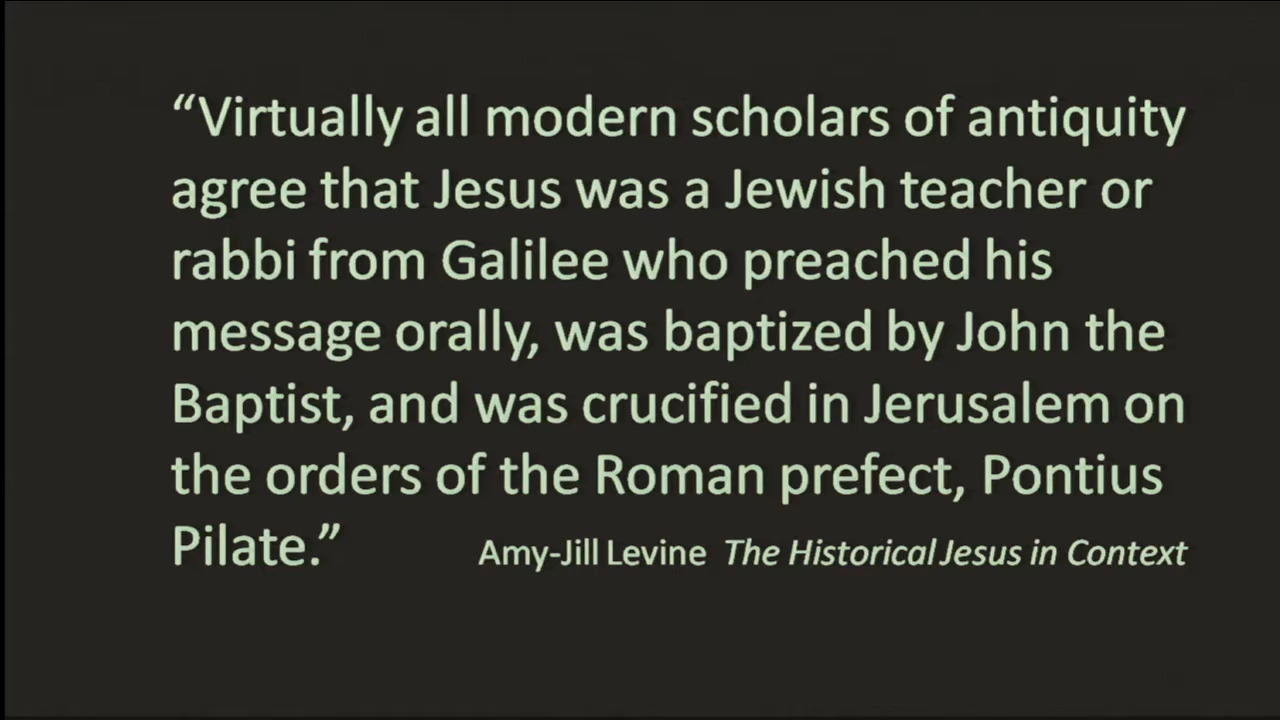 “Virtually all modern scholars of antiquity
agree that Jesus was a Jewish teacher or
rabbi from Galilee who preached his
message orally, was baptized by John the
Baptist, and was crucified in Jerusalem on
the orders of the Roman prefect, Pontius
Pilate.” Amy-Jill Levine The Historical Jesus in Context